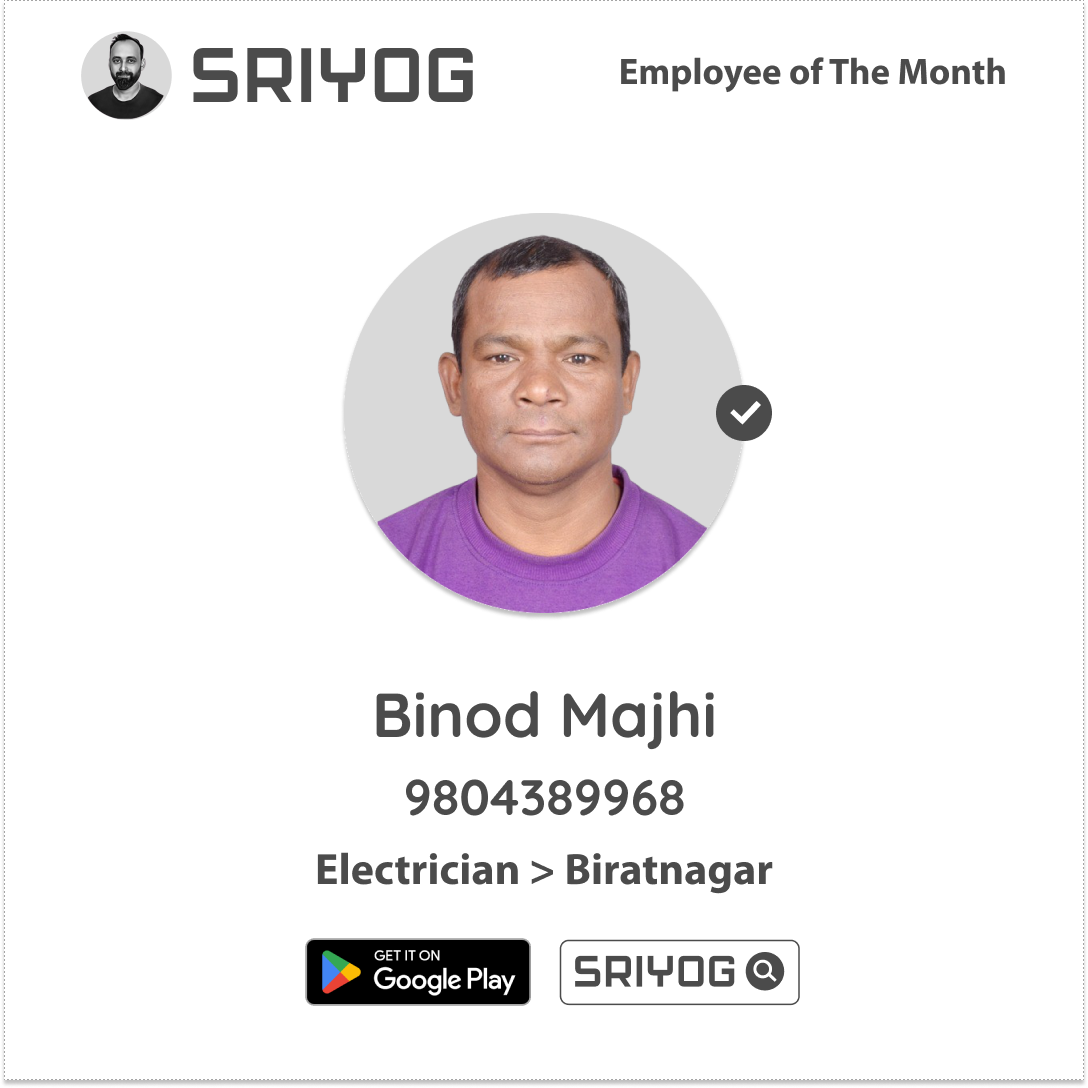 SRIYOG
Employee of The Month
Binod Majhi
9804389968
Electrician > Biratnagar
GET IT ON
Google Play
SRIYOG